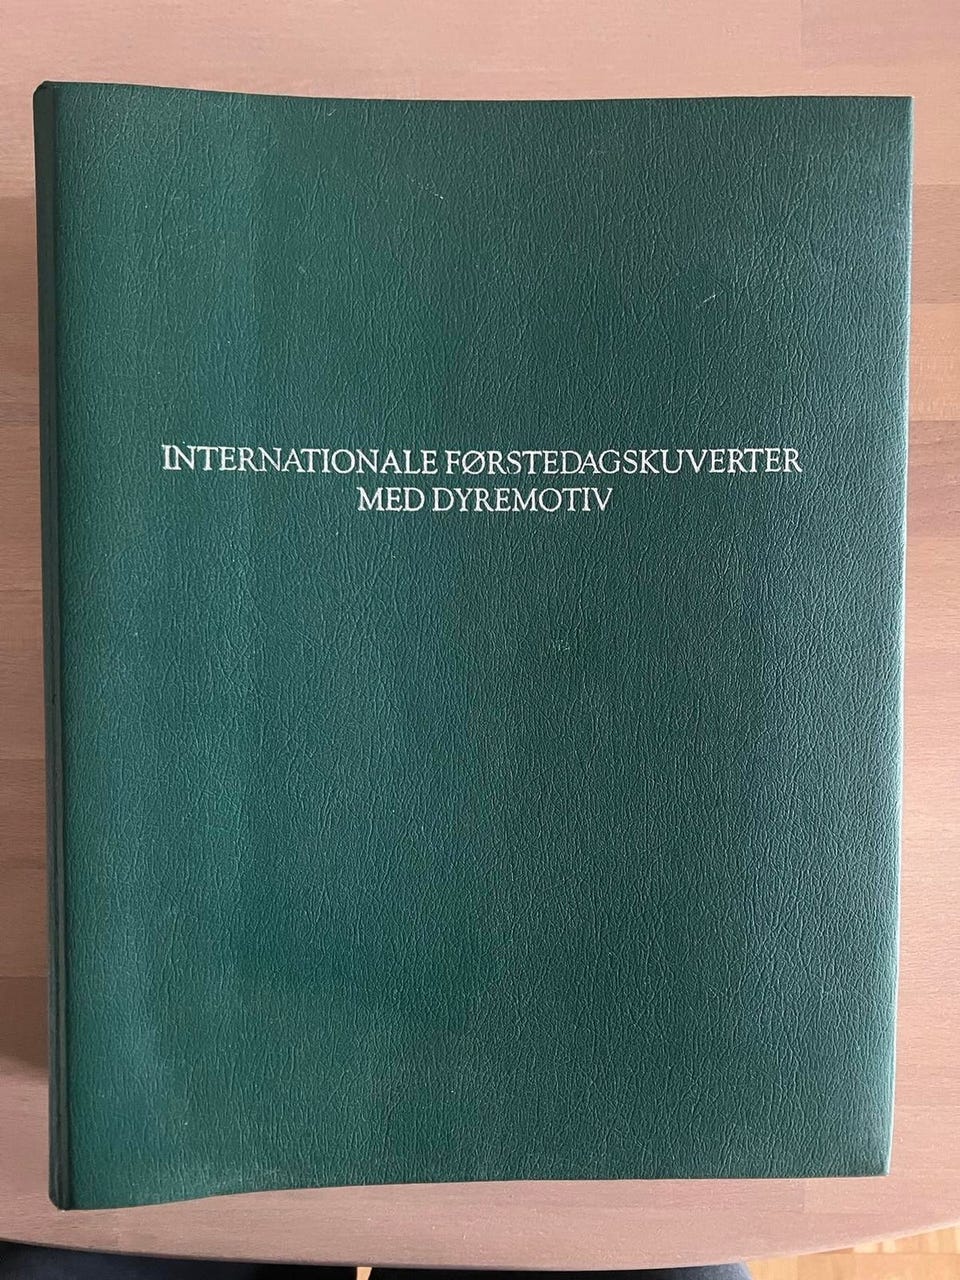 INTERNATIONALE FØRSTEDAGSKUVERTER
MED DYREMOTIV